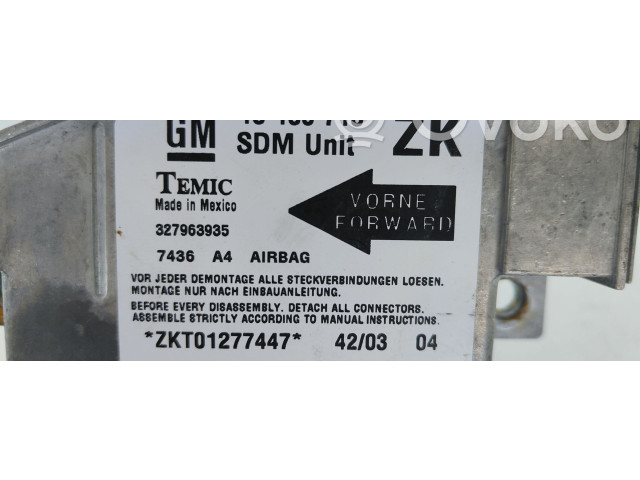 GM
SDM Unit ZK
TEMIC
Made in Mexico
327963935
7436 A4 AIRBAG
VORNE
FORWARD
VOR JEDER DEMONTAGE ALLE STECKVERBINDUNGEN LOESEN.
MONTAGE NUR NACH EINBAUANLEITUNG.
BEFORE EVERY DISASSEMBLY. DETACH ALL CONNECTORS.
ASSEMBLE STRICTLY ACCORDING TO MANUAL INSTRUCTIONS.
*ZKT01277447* 42/03 04